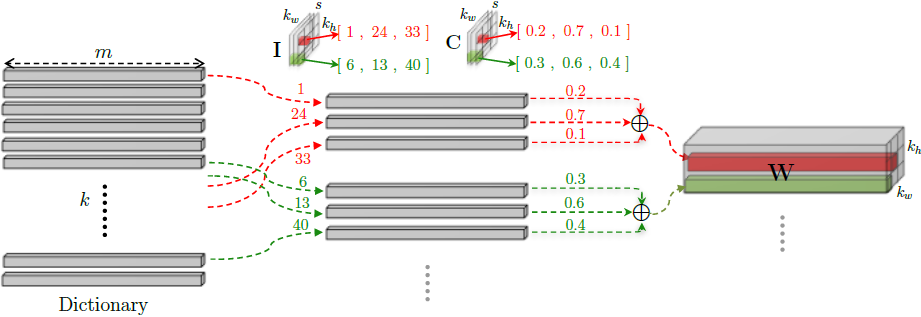 k_w s k_h
I [ 1 , 24 , 33 ]
[ 6 , 13 , 40 ]
k_w s k_h
C [ 0.2 , 0.7 , 0.1 ]
[ 0.3 , 0.6 , 0.4 ]
m
1
24
33
6
13
40
0.2
0.7
⊕
0.1
0.3
0.6
⊕
0.4
k
W
k_h
k_w
Dictionary